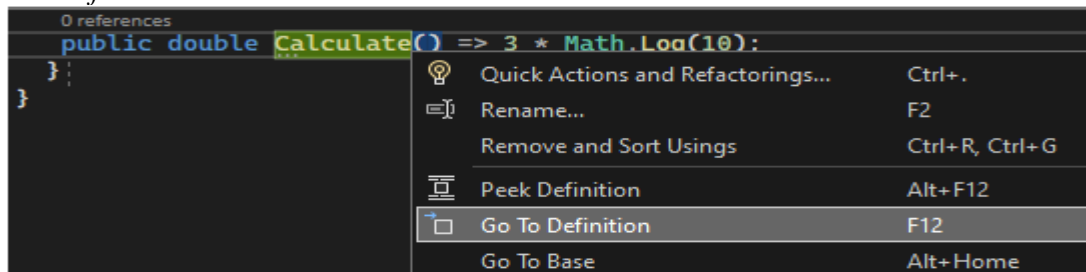 0 references
public double Calculate() => 3 * Math.Log(10);
}
}
Quick Actions and Refactorings... Ctrl+.
Rename... F2
Remove and Sort Usings Ctrl+R, Ctrl+G
Peek Definition Alt+F12
Go To Definition F12
Go To Base Alt+Home